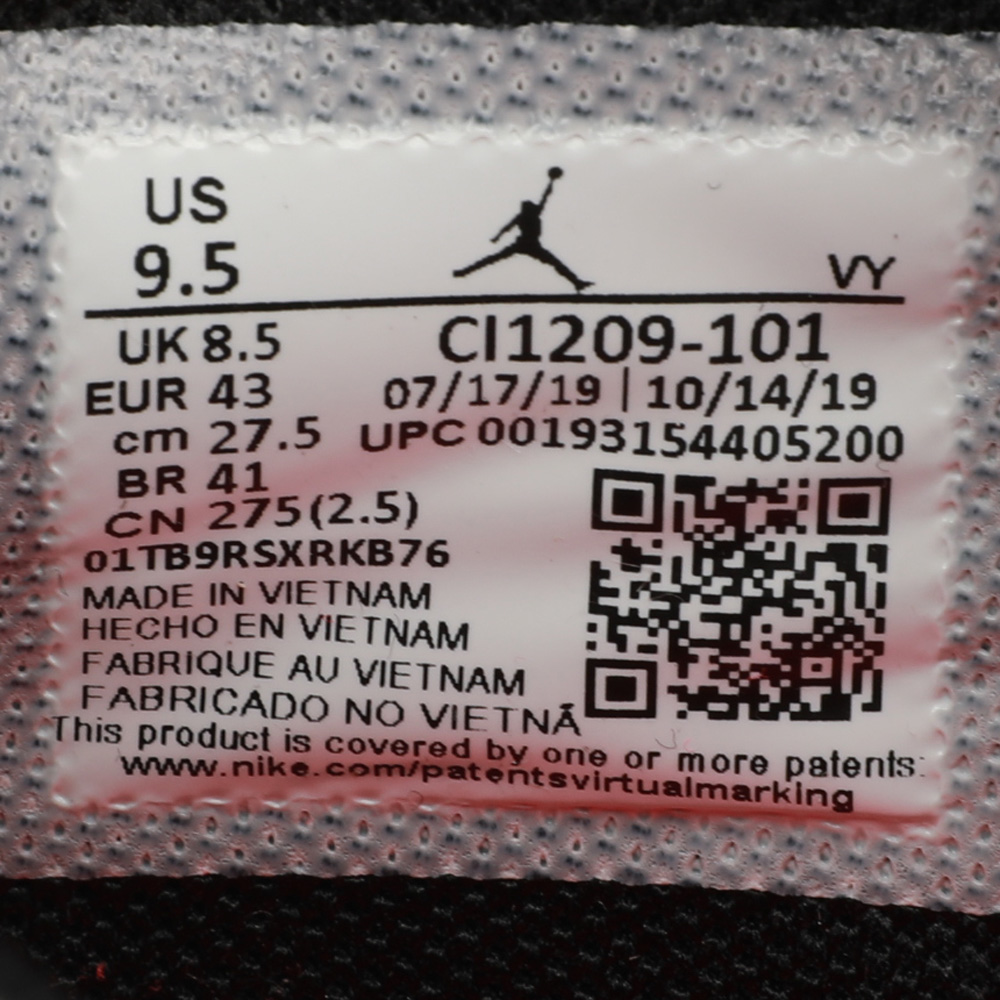 US
9.5
VY
UK 8.5
CI1209-101
EUR 43
07/17/19 | 10/14/19
cm 27.5
UPC 00193154405200
BR 41
CN 275(2.5)
01TB9RSXRKB76
MADE IN VIETNAM
HECHO EN VIETNAM
FABRIQUE AU VIETNAM
FABRICADO NO VIETNÃ
This product is covered by one or more patents:
www.nike.com/patentsvirtualmarking